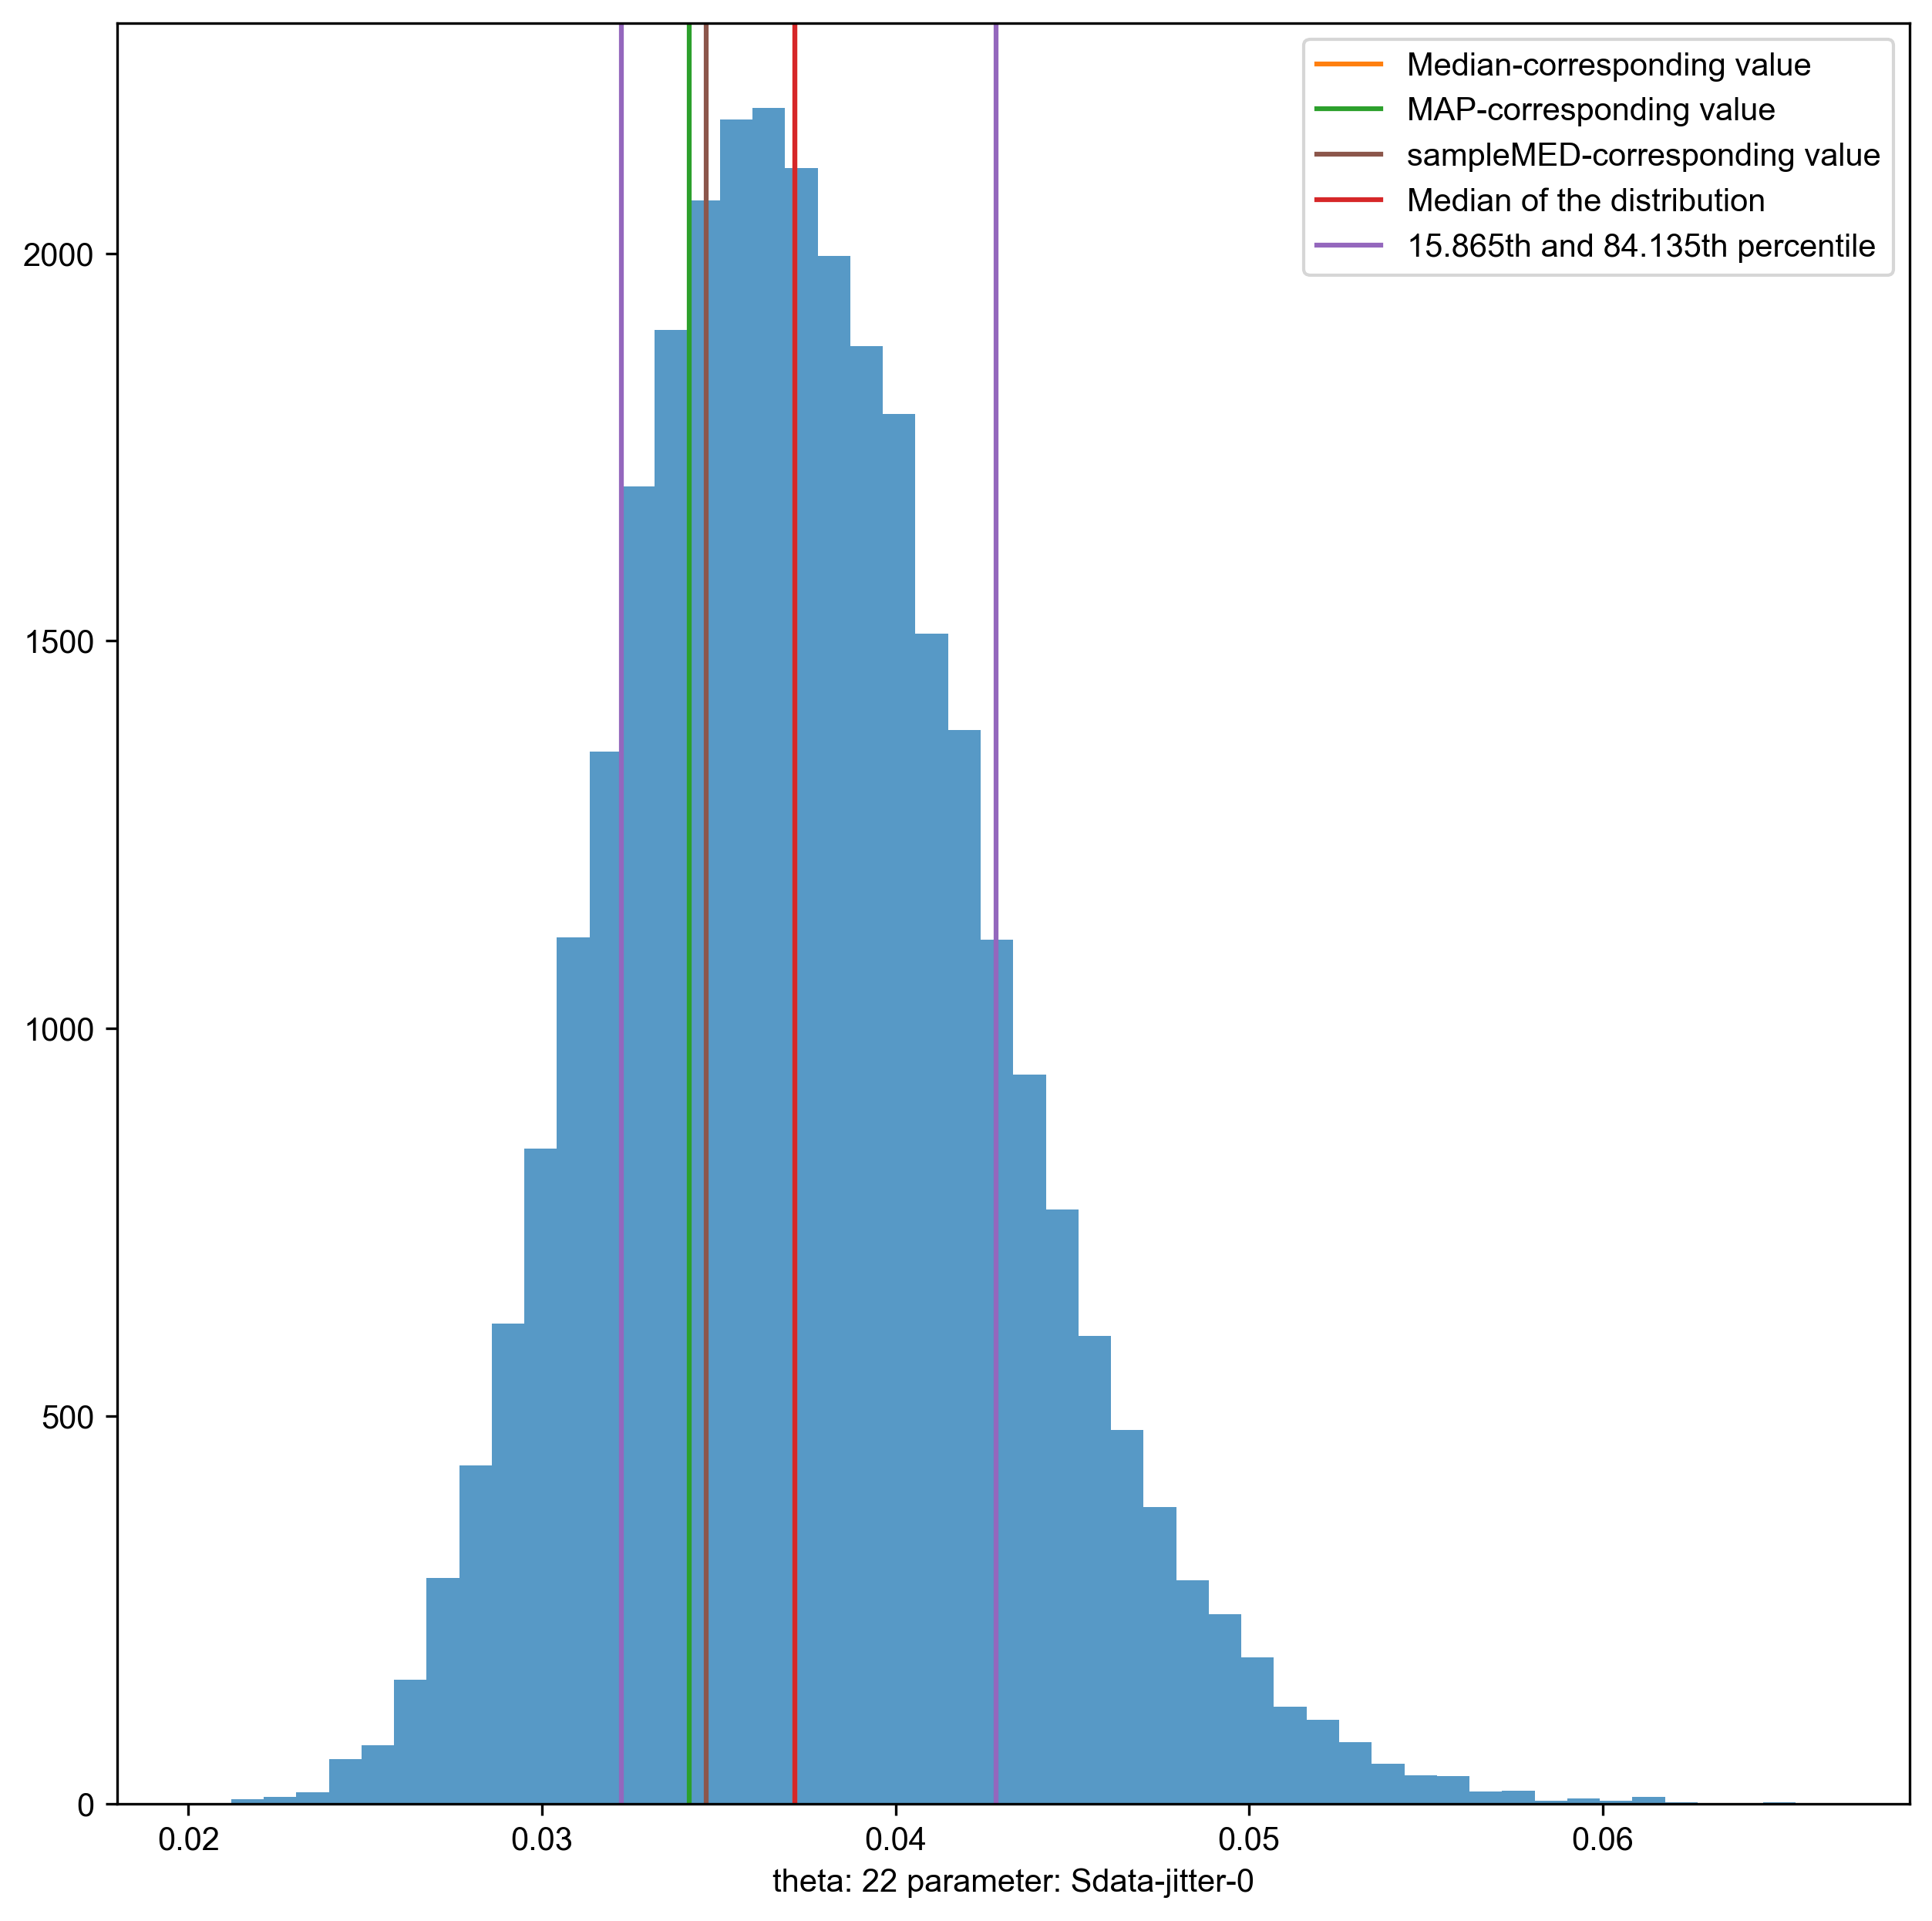 Median-corresponding value
MAP-corresponding value
sampleMED-corresponding value
Median of the distribution
15.865th and 84.135th percentile
2000
1500
1000
500
0
0.02 0.03 0.04 0.05 0.06
theta: 22 parameter: Sdata-jitter-0